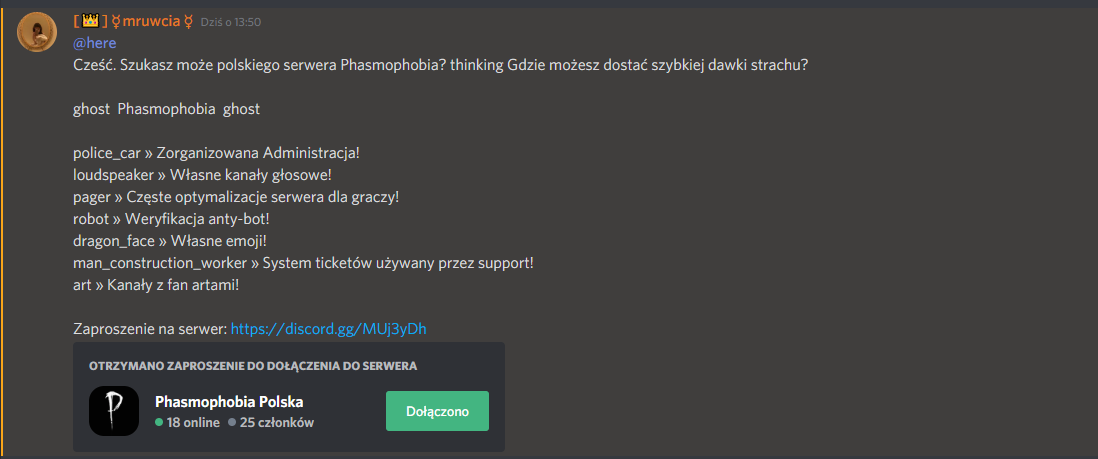 [👑] ☿ mruwcia ☿ Dziś o 13:50
@here
Cześć. Szukasz może polskiego serwera Phasmophobia? thinking Gdzie możesz dostać szybkiej dawki strachu?
ghost Phasmophobia ghost
police_car » Zorganizowana Administracja!
loudspeaker » Własne kanały głosowe!
pager » Częste optymalizacje serwera dla graczy!
robot » Weryfikacja anty-bot!
dragon_face » Własne emoji!
man_construction_worker » System ticketów używany przez support!
art » Kanały z fan artami!
Zaproszenie na serwer: https://discord.gg/MUj3yDh
OTRZYMANO ZAPROSZENIE DO DOŁĄCZENIA DO SERWERA
P
Phasmophobia Polska
18 online 25 członków
Dołączono